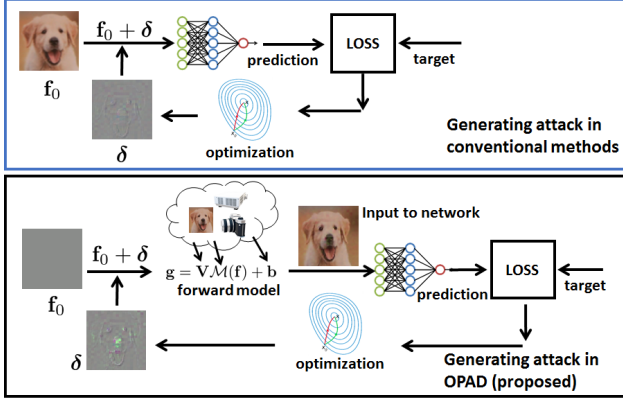 f₀ + δ
f₀
prediction
LOSS
target
δ
optimization
Generating attack in
conventional methods
f₀ + δ
f₀
g = VM(f) + b
forward model
Input to network
prediction
LOSS
target
δ
optimization
Generating attack in
OPAD (proposed)